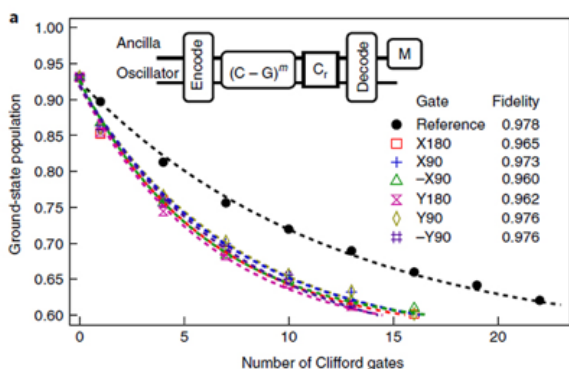 a
Ancilla
Oscillator
Encode
(C – G)^m
C_r
Decode
M
Gate Fidelity
Reference 0.978
X180 0.965
X90 0.973
–X90 0.960
Y180 0.962
Y90 0.976
–Y90 0.976
Ground-state population
0.95
0.90
0.85
0.80
0.75
0.70
0.65
0.60
0 5 10 15 20
Number of Clifford gates